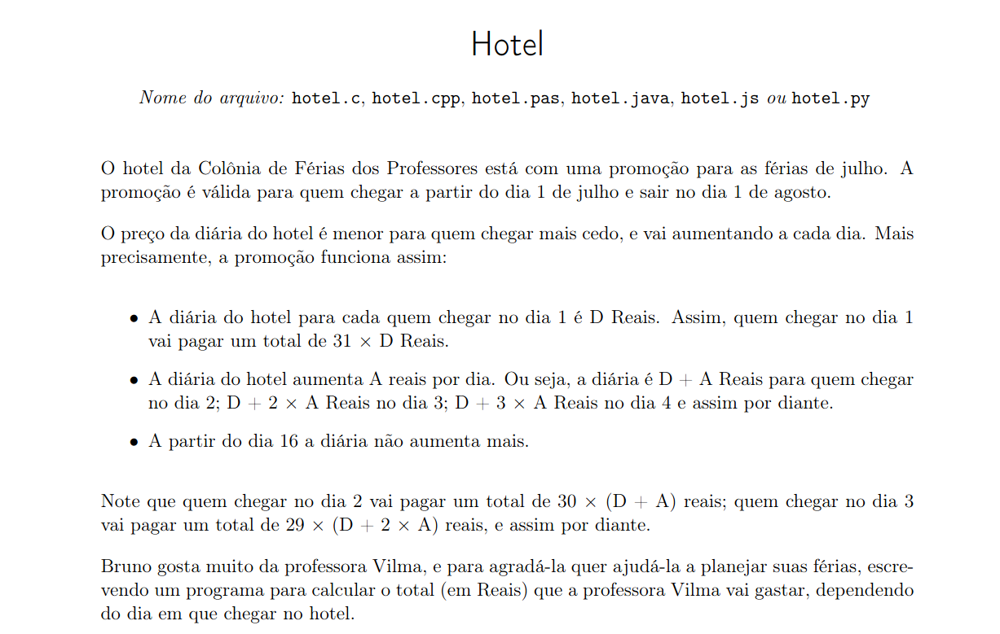 Hotel
Nome do arquivo: hotel.c, hotel.cpp, hotel.pas, hotel.java, hotel.js ou hotel.py
O hotel da Colônia de Férias dos Professores está com uma promoção para as férias de julho. A
promoção é válida para quem chegar a partir do dia 1 de julho e sair no dia 1 de agosto.
O preço da diária do hotel é menor para quem chegar mais cedo, e vai aumentando a cada dia. Mais
precisamente, a promoção funciona assim:
• A diária do hotel para cada quem chegar no dia 1 é D Reais. Assim, quem chegar no dia 1
vai pagar um total de 31 × D Reais.
• A diária do hotel aumenta A reais por dia. Ou seja, a diária é D + A Reais para quem chegar
no dia 2; D + 2 × A Reais no dia 3; D + 3 × A Reais no dia 4 e assim por diante.
• A partir do dia 16 a diária não aumenta mais.
Note que quem chegar no dia 2 vai pagar um total de 30 × (D + A) reais; quem chegar no dia 3
vai pagar um total de 29 × (D + 2 × A) reais, e assim por diante.
Bruno gosta muito da professora Vilma, e para agradá-la quer ajudá-la a planejar suas férias, escre-
vendo um programa para calcular o total (em Reais) que a professora Vilma vai gastar, dependendo
do dia em que chegar no hotel.